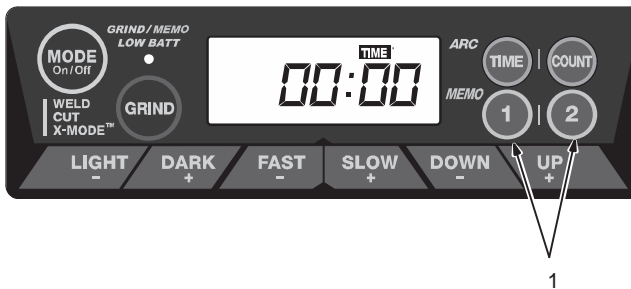 GRIND/MEMO
LOW BATT
MODE
On/Off
WELD
CUT
X-MODE™
GRIND
TIME
00:00
ARC
TIME
COUNT
MEMO
1
2
LIGHT
-
DARK
+
FAST
-
SLOW
+
DOWN
-
UP
+
1